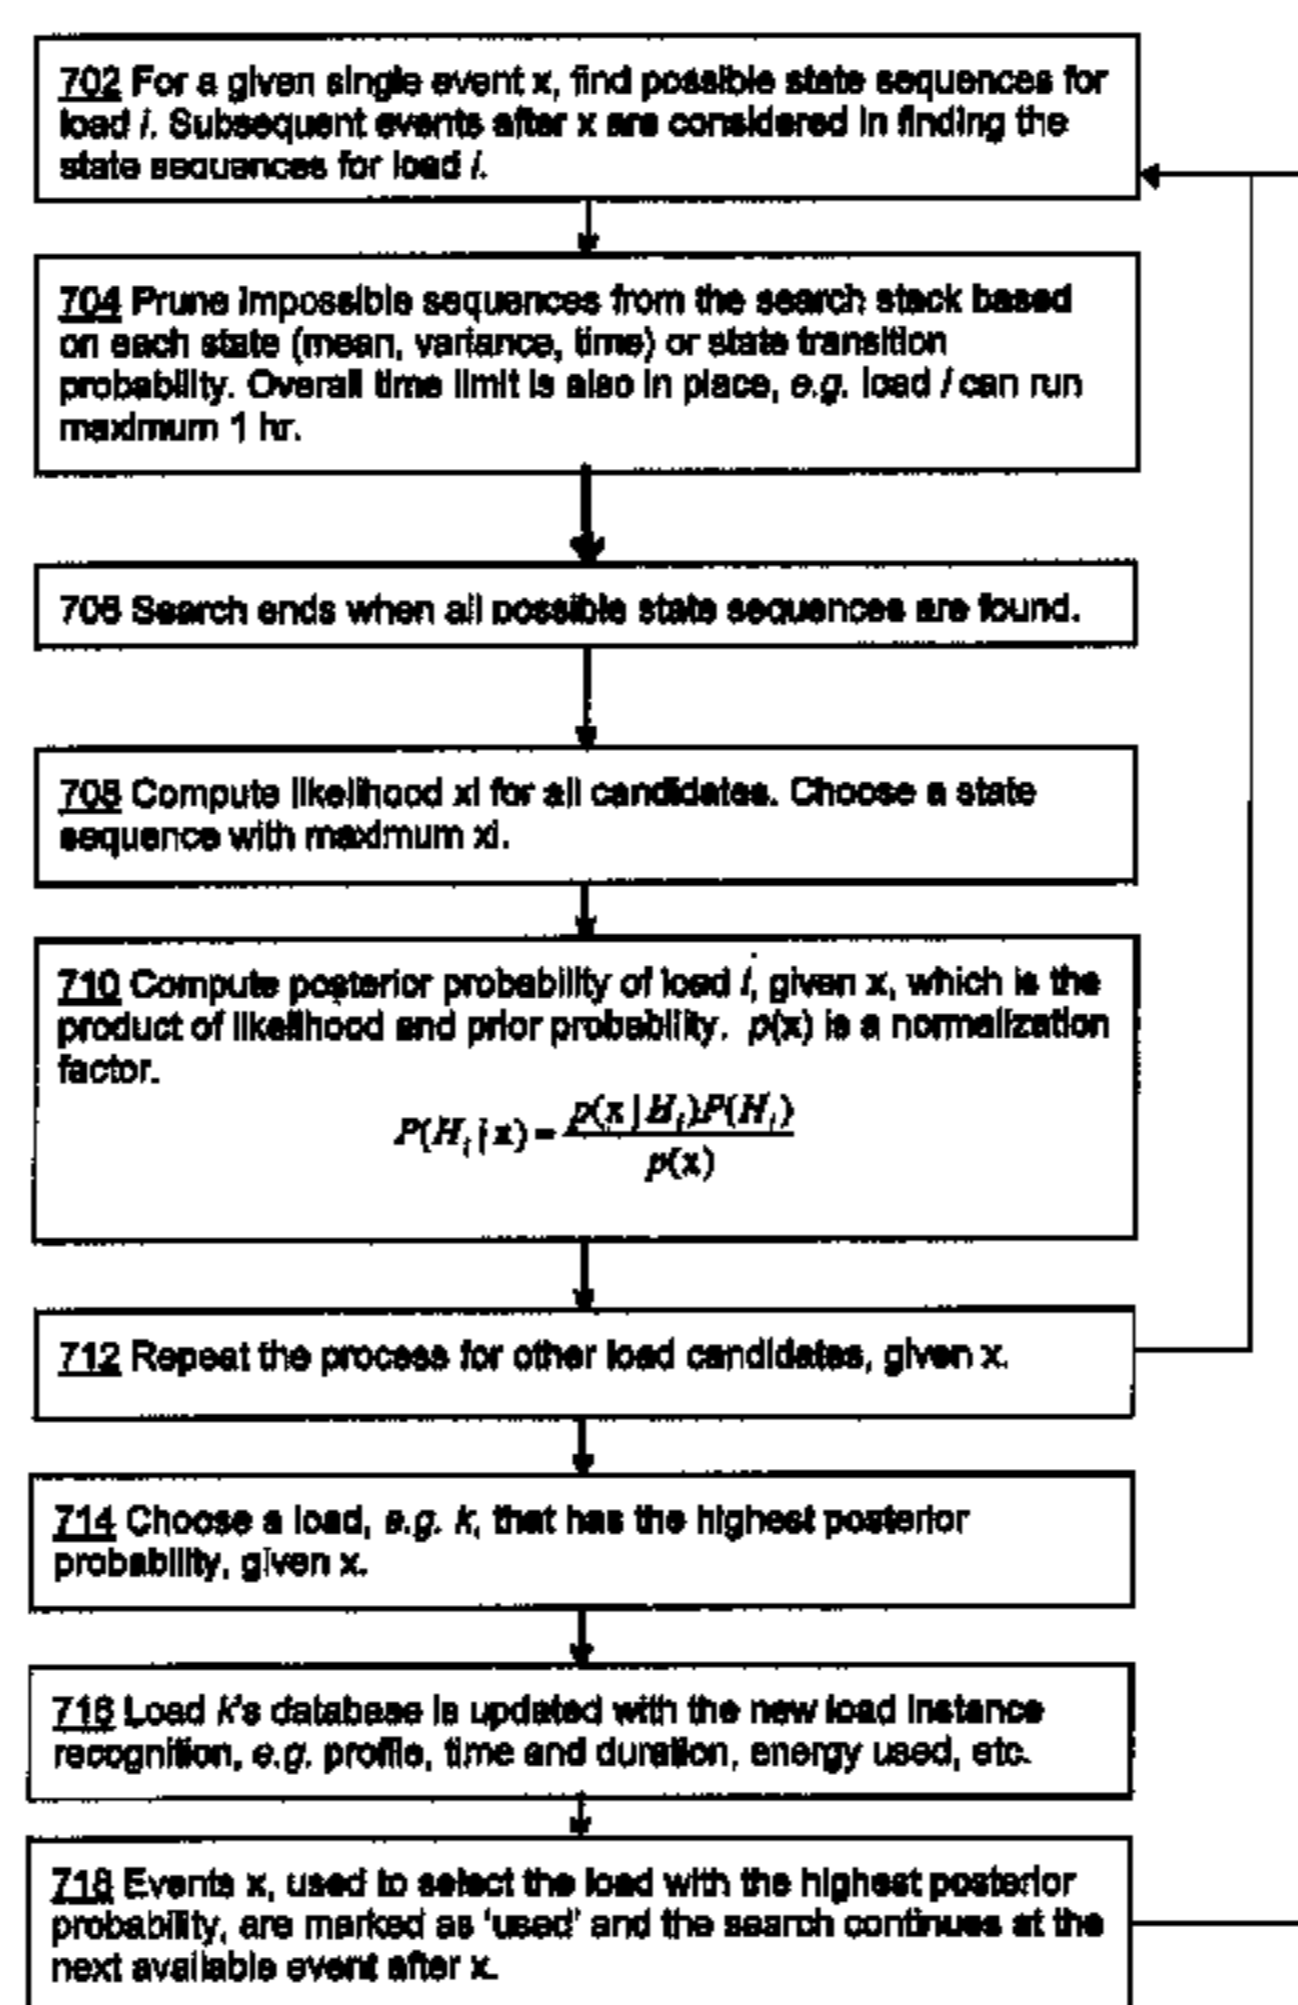 702 For a given single event x, find possible state sequences for
load i. Subsequent events after x are considered in finding the
state sequences for load i.
704 Prune impossible sequences from the search stack based
on each state (mean, variance, time) or state transition
probability. Overall time limit is also in place, e.g. load i can run
maximum 1 hr.
706 Search ends when all possible state sequences are found.
708 Compute likelihood xi for all candidates. Choose a state
sequence with maximum xi.
710 Compute posterior probability of load i, given x, which is the
product of likelihood and prior probability. p(x) is a normalization
factor.
P(H_i | x) = p(x | H_i)P(H_i)
p(x)
712 Repeat the process for other load candidates, given x.
714 Choose a load, e.g. k, that has the highest posterior
probability, given x.
716 Load k's database is updated with the new load instance
recognition, e.g. profile, time and duration, energy used, etc.
718 Events x, used to select the load with the highest posterior
probability, are marked as 'used' and the search continues at the
next available event after x.